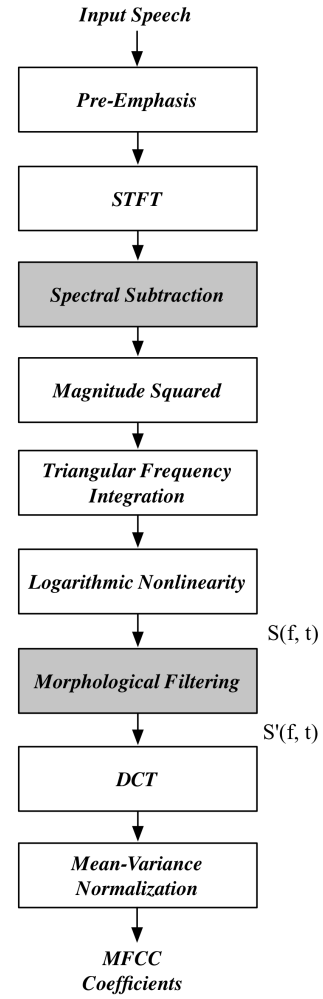 Input Speech
Pre-Emphasis
STFT
Spectral Subtraction
Magnitude Squared
Triangular Frequency
Integration
Logarithmic Nonlinearity
S(f, t)
Morphological Filtering
S'(f, t)
DCT
Mean-Variance
Normalization
MFCC
Coefficients